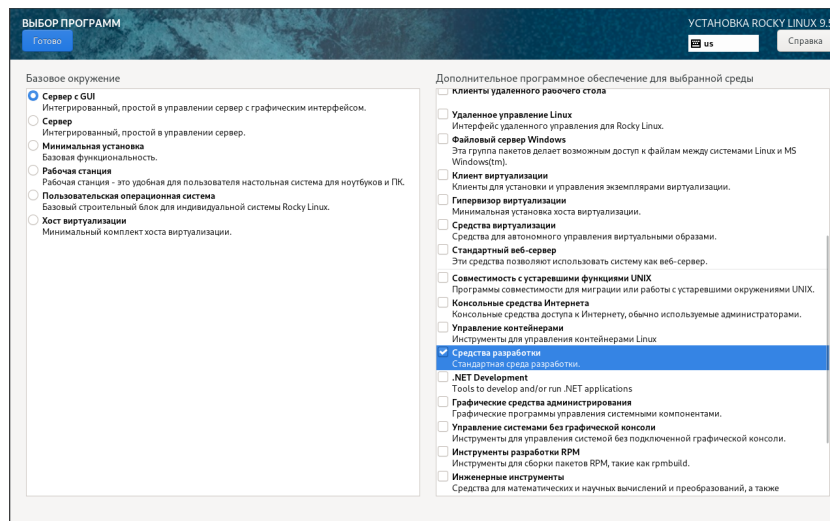 ВЫБОР ПРОГРАММ
Готово
УСТАНОВКА ROCKY LINUX 9.5
us
Справка
Базовое окружение
Сервер с GUI
Интегрированный, простой в управлении сервер с графическим интерфейсом.
Сервер
Интегрированный, простой в управлении сервер.
Минимальная установка
Базовая функциональность.
Рабочая станция
Рабочая станция - это удобная для пользователя настольная система для ноутбуков и ПК.
Пользовательская операционная система
Базовый строительный блок для индивидуальной системы Rocky Linux.
Хост виртуализации
Минимальный комплект хоста виртуализации.
Дополнительное программное обеспечение для выбранной среды
Клиенты удаленного рабочего стола
Удаленное управление Linux
Интерфейс удаленного управления для Rocky Linux.
Файловый сервер Windows
Эта группа пакетов делает возможным доступ к файлам между системами Linux и MS
Windows(tm).
Клиент виртуализации
Клиенты для установки и управления экземплярами виртуализации.
Гипервизор виртуализации
Минимальная установка хоста виртуализации.
Средства виртуализации
Средства для автономного управления виртуальными образами.
Стандартный веб-сервер
Эти средства позволяют использовать систему как веб-сервер.
Совместимость с устаревшими функциями UNIX
Программы совместимости для миграции или работы с устаревшими окружениями UNIX.
Консольные средства Интернета
Консольные средства доступа к Интернету, обычно используемые администраторами.
Управление контейнерами
Инструменты для управления контейнерами Linux
Средства разработки
Стандартная среда разработки.
.NET Development
Tools to develop and/or run .NET applications
Графические средства администрирования
Графические программы управления системными компонентами.
Управление системами без графической консоли
Инструменты для управления системой без подключенной графической консоли.
Инструменты разработки RPM
Инструменты для сборки пакетов RPM, такие как rpmbuild.
Инженерные инструменты
Средства для математических и научных вычислений и преобразований, а также